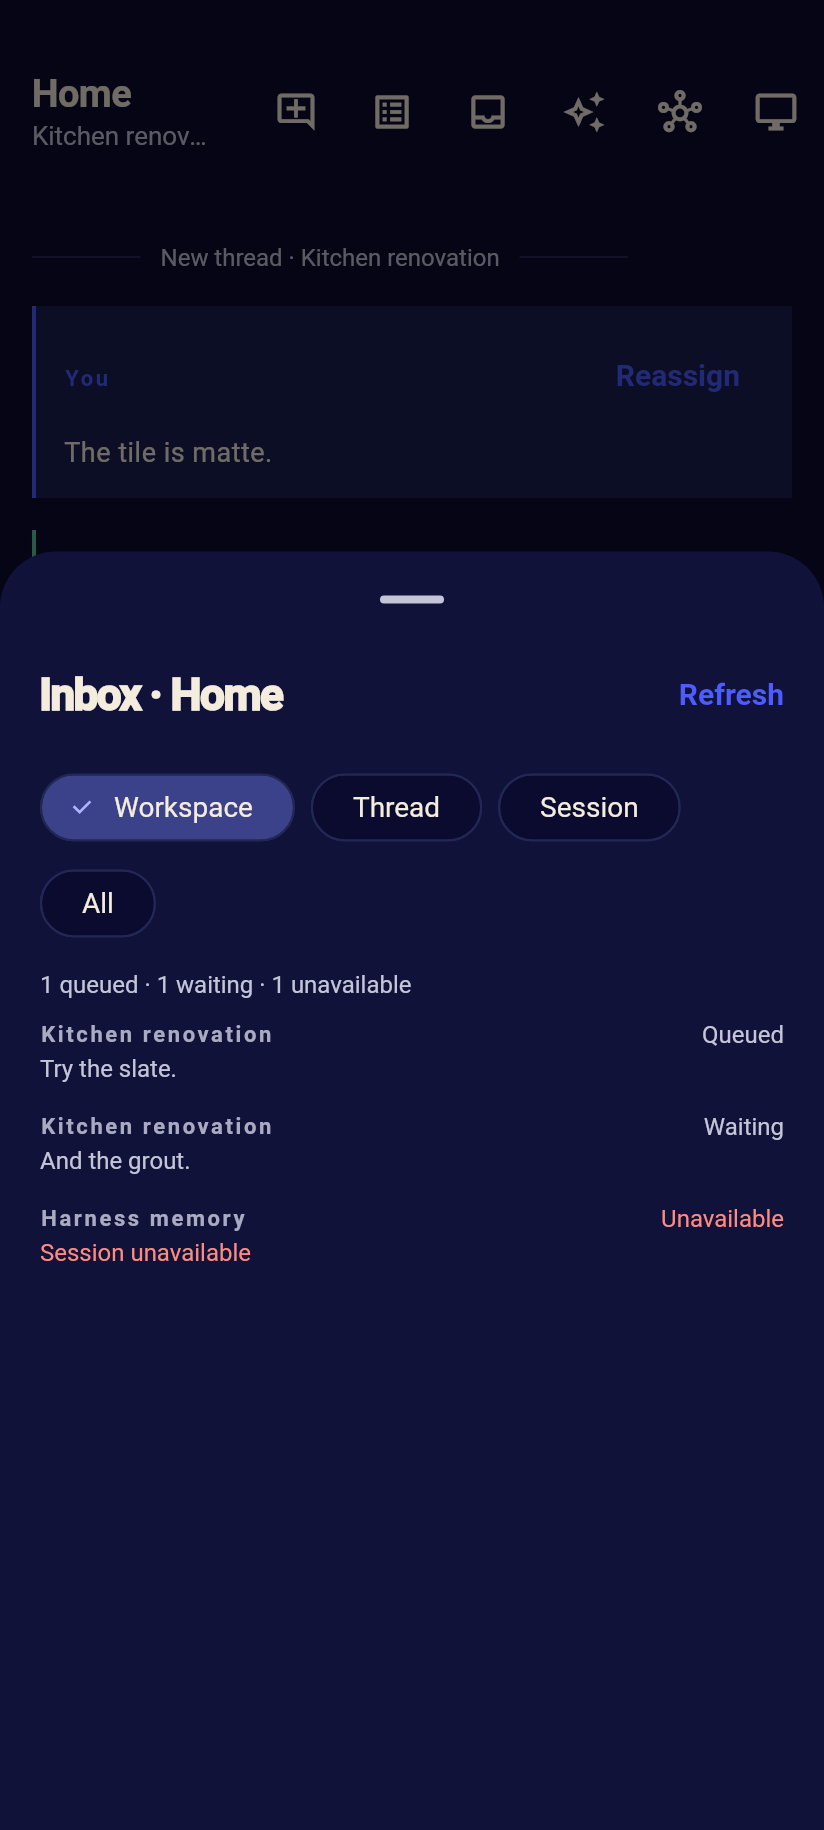 Home
Kitchen renov...
New thread · Kitchen renovation
You
Reassign
The tile is matte.
Inbox · Home
Refresh
Workspace
Thread
Session
All
1 queued · 1 waiting · 1 unavailable
Kitchen renovation
Queued
Try the slate.
Kitchen renovation
Waiting
And the grout.
Harness memory
Unavailable
Session unavailable